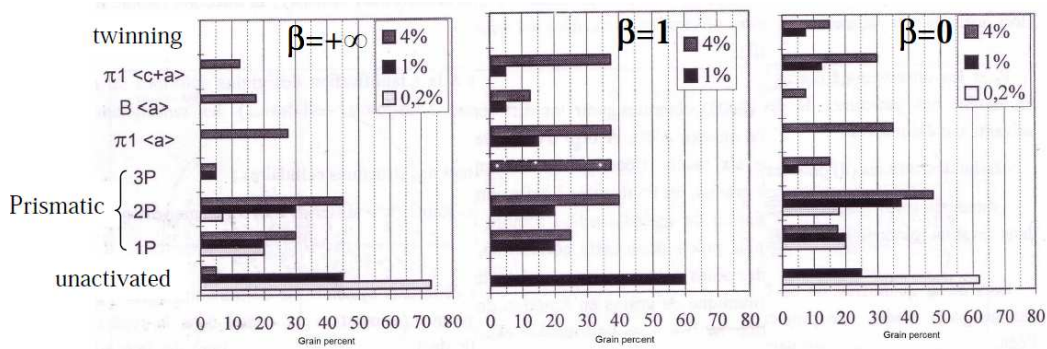 twinning
π1 <c+a>
B <a>
π1 <a>
3P
Prismatic
2P
1P
unactivated
β=+∞
4%
1%
0,2%
0 10 20 30 40 50 60 70 80
Grain percent
β=1
4%
1%
0 10 20 30 40 50 60 70 80
Grain percent
β=0
4%
1%
0,2%
0 10 20 30 40 50 60 70 80
Grain percent